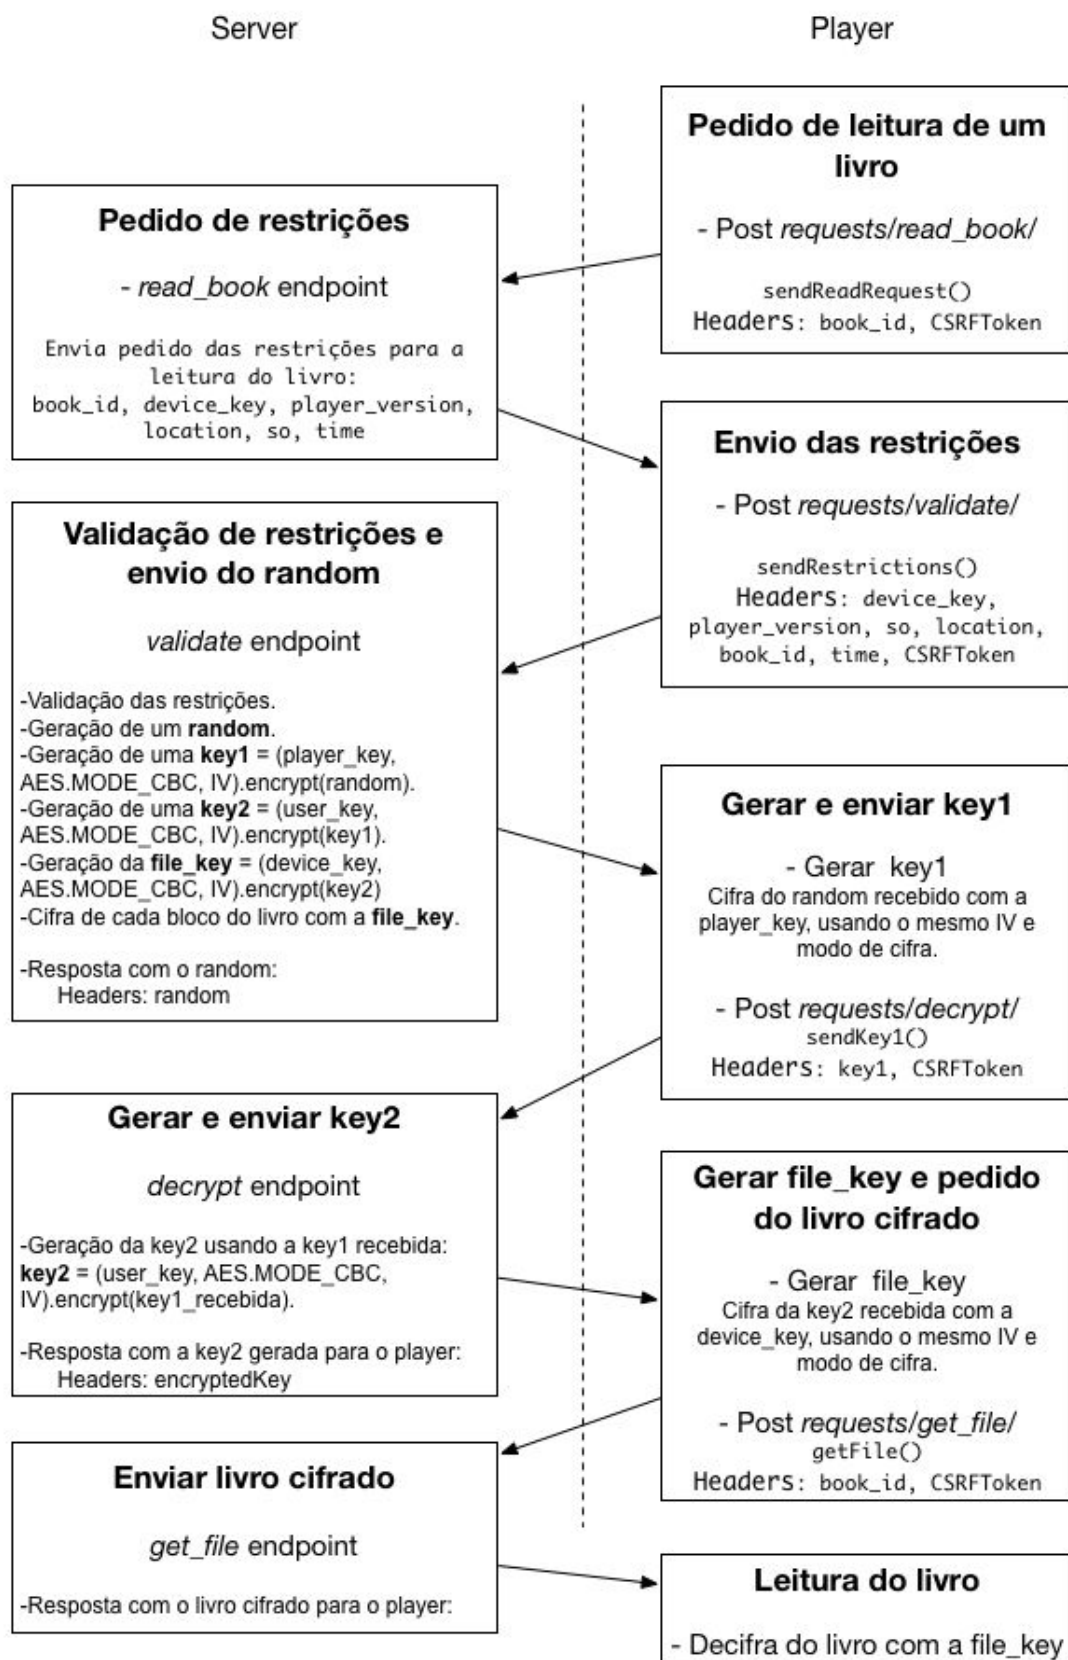 Server
Player
Pedido de leitura de um
livro
- Post requests/read_book/
sendReadRequest()
Headers: book_id, CSRFToken
Pedido de restrições
- read_book endpoint
Envia pedido das restrições para a
leitura do livro:
book_id, device_key, player_version,
location, so, time
Envio das restrições
- Post requests/validate/
sendRestrictions()
Headers: device_key,
player_version, so, location,
book_id, time, CSRFToken
Validação de restrições e
envio do random
validate endpoint
-Validação das restrições.
-Geração de um random.
-Geração de uma key1 = (player_key,
AES.MODE_CBC, IV).encrypt(random).
-Geração de uma key2 = (user_key,
AES.MODE_CBC, IV).encrypt(key1).
-Geração da file_key = (device_key,
AES.MODE_CBC, IV).encrypt(key2)
-Cifra de cada bloco do livro com a file_key.
-Resposta com o random:
Headers: random
Gerar e enviar key1
- Gerar key1
Cifra do random recebido com a
player_key, usando o mesmo IV e
modo de cifra.
- Post requests/decrypt/
sendKey1()
Headers: key1, CSRFToken
Gerar e enviar key2
decrypt endpoint
-Geração da key2 usando a key1 recebida:
key2 = (user_key, AES.MODE_CBC,
IV).encrypt(key1_recebida).
-Resposta com a key2 gerada para o player:
Headers: encryptedKey
Gerar file_key e pedido
do livro cifrado
- Gerar file_key
Cifra da key2 recebida com a
device_key, usando o mesmo IV e
modo de cifra.
- Post requests/get_file/
getFile()
Headers: book_id, CSRFToken
Enviar livro cifrado
get_file endpoint
-Resposta com o livro cifrado para o player:
Leitura do livro
- Decifra do livro com a file_key